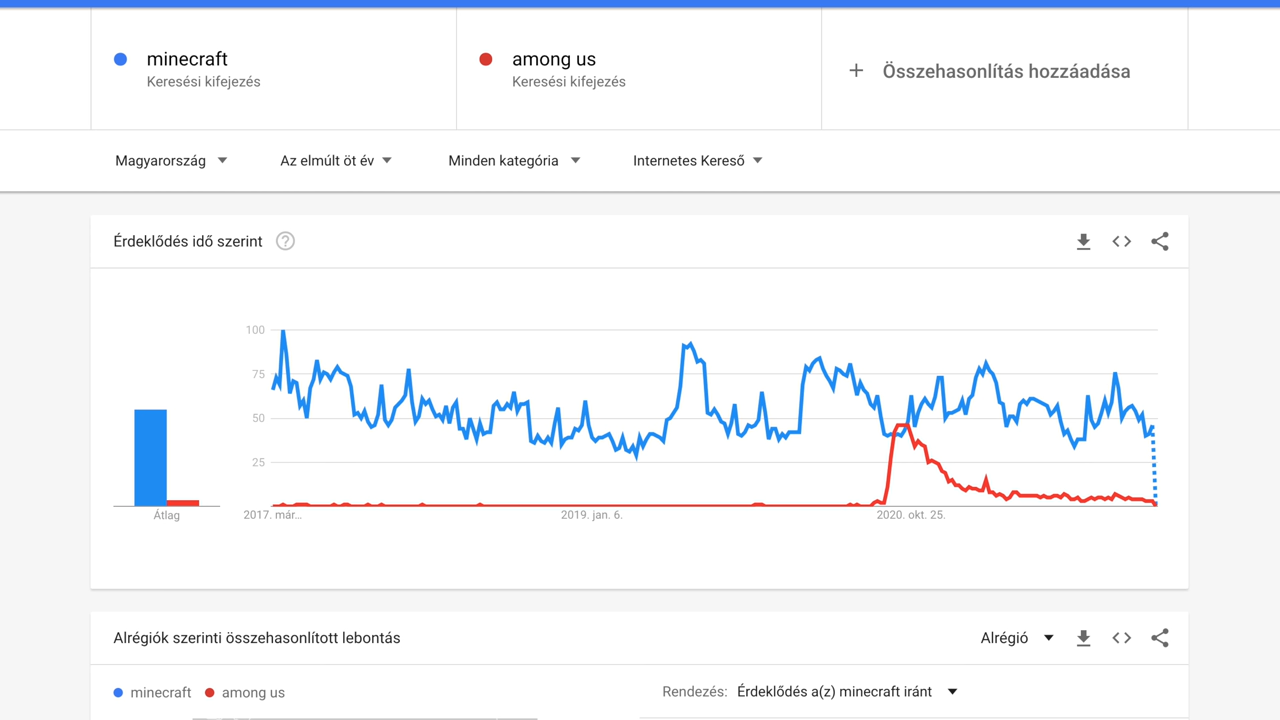 minecraft
Keresési kifejezés
among us
Keresési kifejezés
+ Összehasonlítás hozzáadása
Magyarország
Az elmúlt öt év
Minden kategória
Internetes Kereső
Érdeklődés idő szerint ?
100
75
50
25
Átlag
2017. már...
2019. jan. 6.
2020. okt. 25.
Alrégiók szerinti összehasonlított lebontás
Alrégió
minecraft
among us
Rendezés: Érdeklődés a(z) minecraft iránt